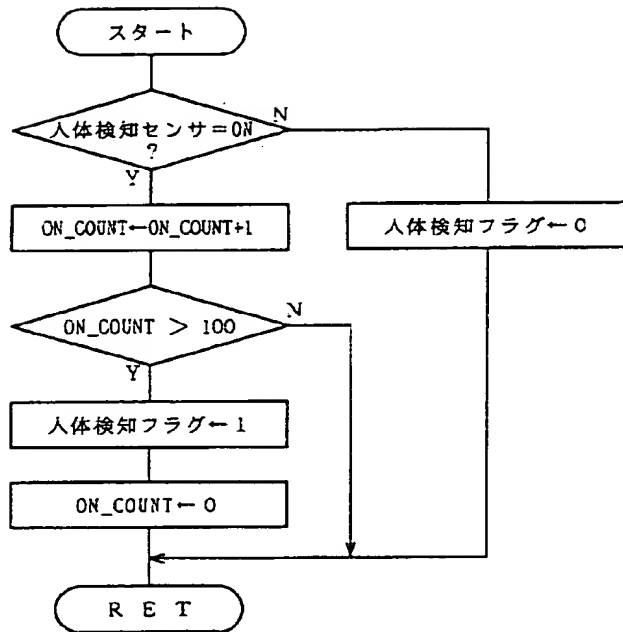 スタート
人体検知センサ=ON
?
N
Y
ON_COUNT←ON_COUNT+1
人体検知フラグ←0
ON_COUNT > 100
N
Y
人体検知フラグ←1
ON_COUNT←0
RET